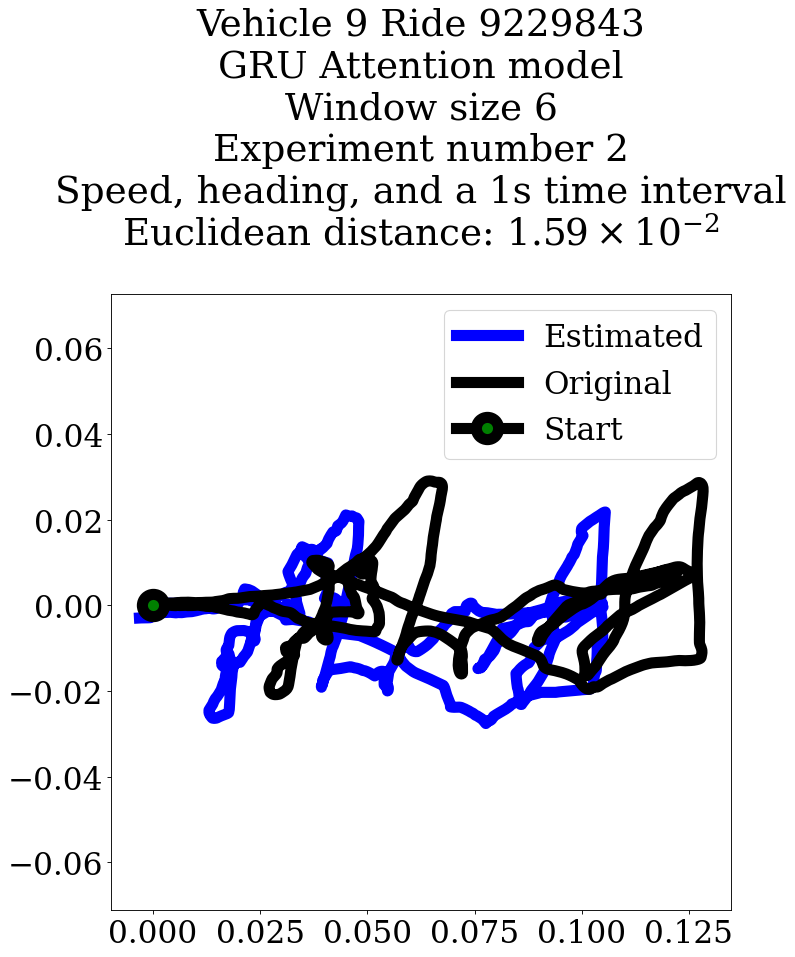 Vehicle 9 Ride 9229843
GRU Attention model
Window size 6
Experiment number 2
Speed, heading, and a 1s time interval
Euclidean distance: 1.59 × 10⁻²
Estimated
Original
Start
0.06
0.04
0.02
0.00
−0.02
−0.04
−0.06
0.000 0.025 0.050 0.075 0.100 0.125